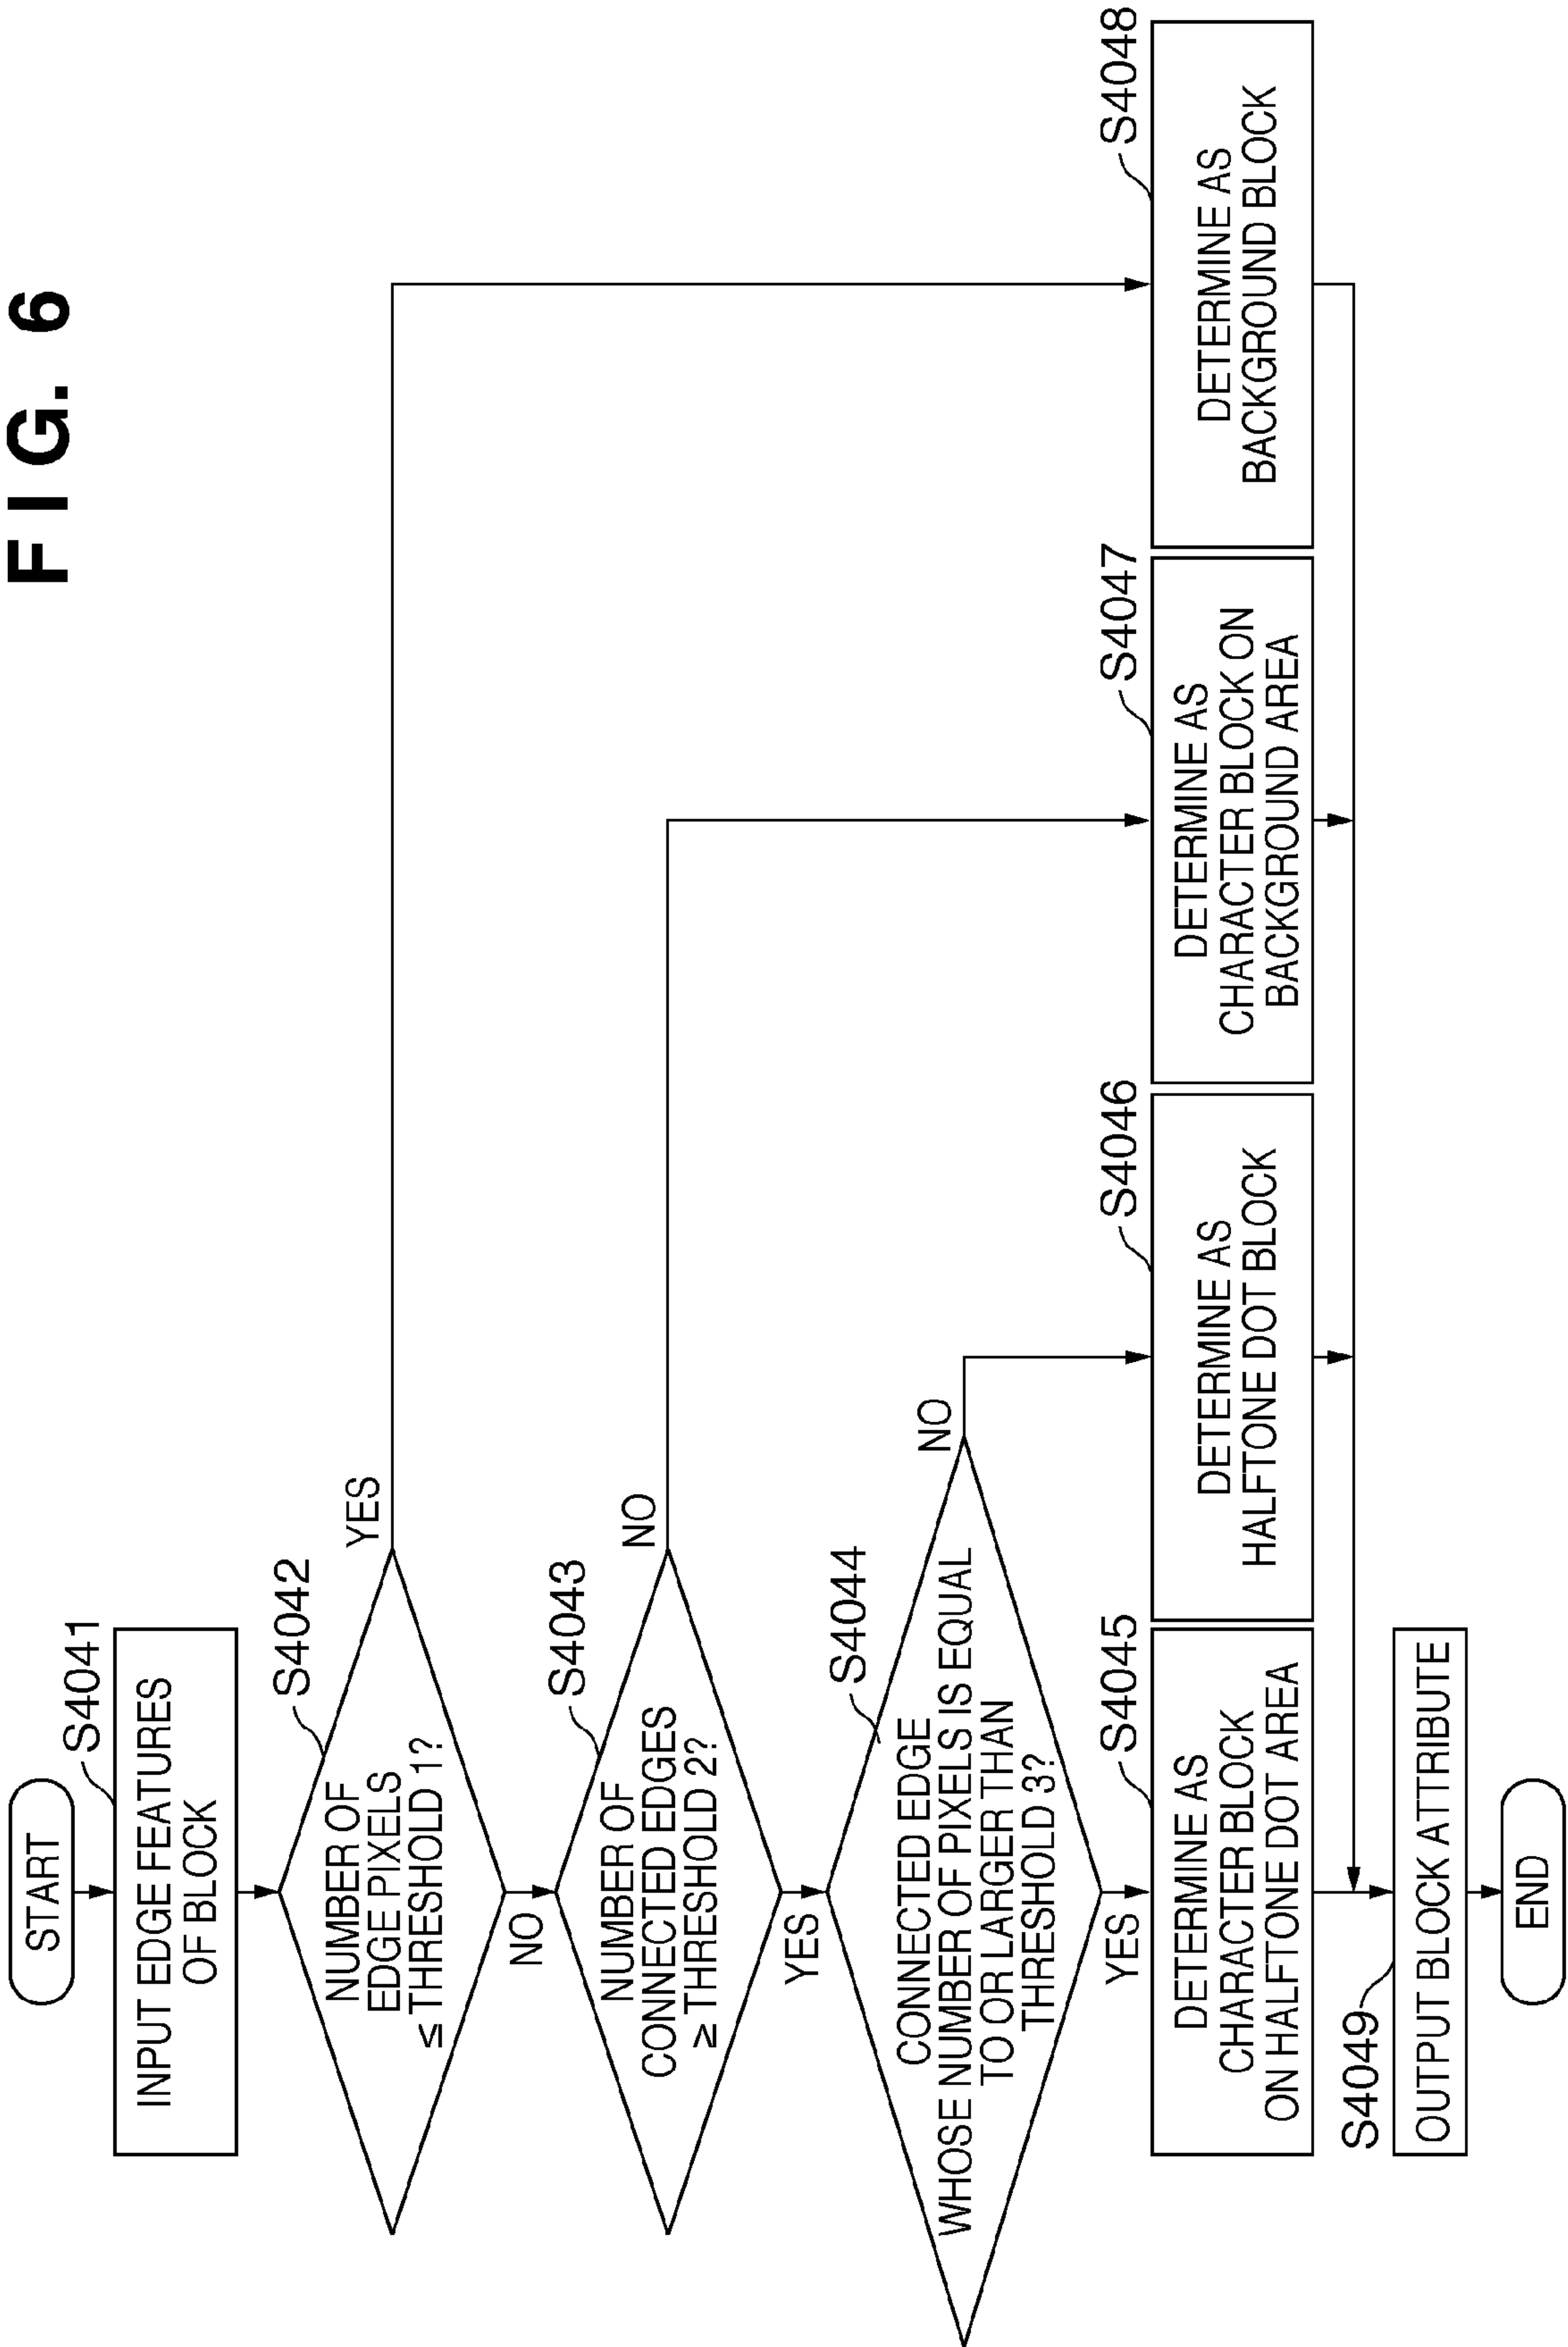 FIG. 6
START
S4041
INPUT EDGE FEATURES
OF BLOCK
S4042
NUMBER OF
EDGE PIXELS
≤ THRESHOLD 1?
YES
NO
S4043
NUMBER OF
CONNECTED EDGES
≥ THRESHOLD 2?
NO
YES
S4044
CONNECTED EDGE
WHOSE NUMBER OF PIXELS IS EQUAL
TO OR LARGER THAN
THRESHOLD 3?
NO
YES
S4045
DETERMINE AS
CHARACTER BLOCK
ON HALFTONE DOT AREA
S4046
DETERMINE AS
HALFTONE DOT BLOCK
S4047
DETERMINE AS
CHARACTER BLOCK ON
BACKGROUND AREA
S4048
DETERMINE AS
BACKGROUND BLOCK
S4049
OUTPUT BLOCK ATTRIBUTE
END